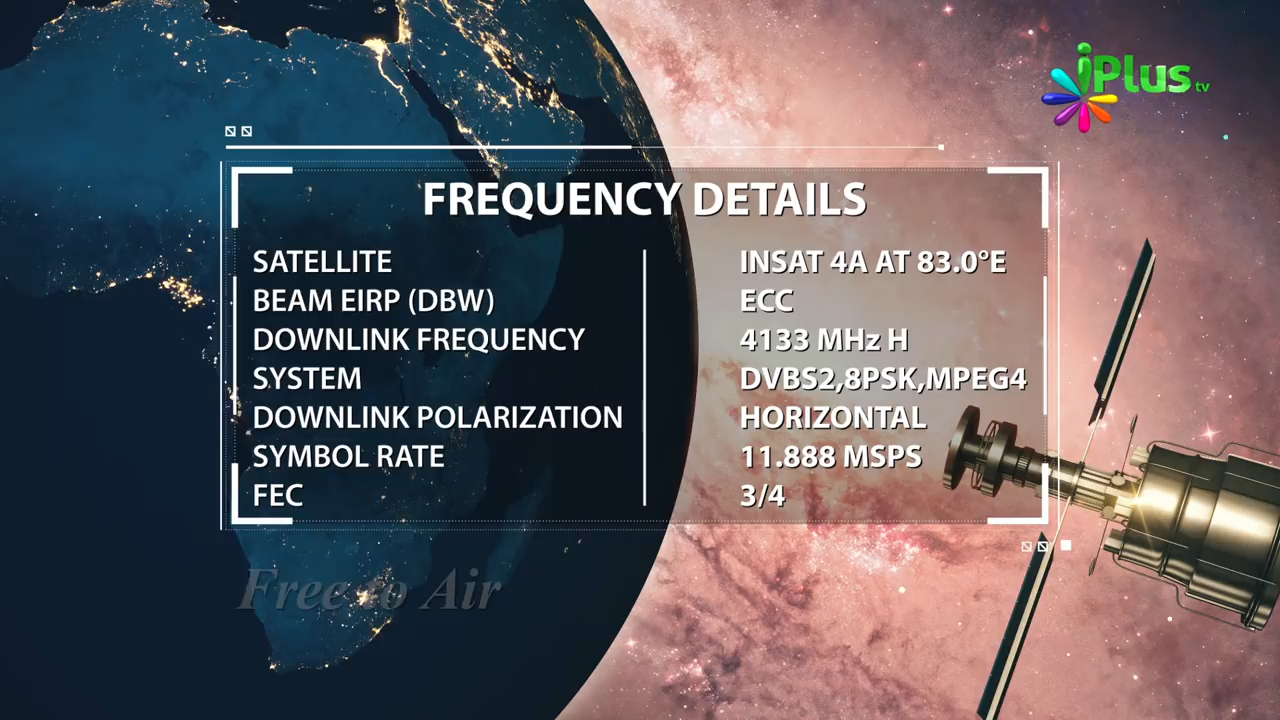 iPlus tv
FREQUENCY DETAILS
SATELLITE INSAT 4A AT 83.0°E
BEAM EIRP (DBW) ECC
DOWNLINK FREQUENCY 4133 MHz H
SYSTEM DVBS2,8PSK,MPEG4
DOWNLINK POLARIZATION HORIZONTAL
SYMBOL RATE 11.888 MSPS
FEC 3/4
Free to Air